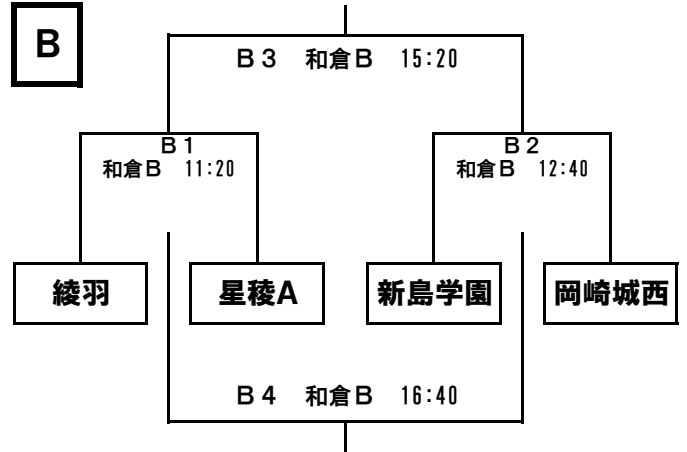 B
B3 和倉B 15:20
B1
和倉B 11:20
B2
和倉B 12:40
綾羽
星稜A
新島学園
岡崎城西
B4 和倉B 16:40